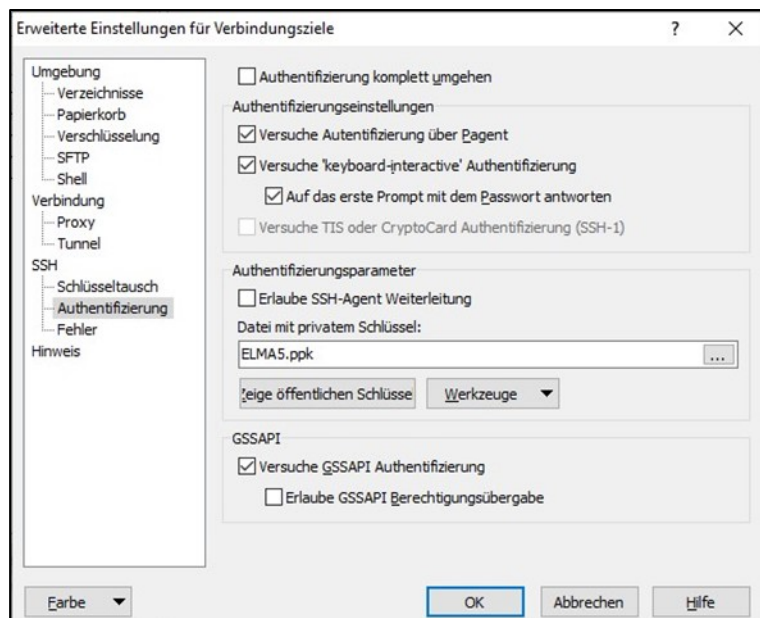 Erweiterte Einstellungen für Verbindungsziele
?
Umgebung
Verzeichnisse
Papierkorb
Verschlüsselung
SFTP
Shell
Verbindung
Proxy
Tunnel
SSH
Schlüsseltausch
Authentifizierung
Fehler
Hinweis
Authentifizierung komplett umgehen
Authentifizierungseinstellungen
Versuche Autentifizierung über Pagent
Versuche 'keyboard-interactive' Authentifizierung
Auf das erste Prompt mit dem Passwort antworten
Versuche TIS oder CryptoCard Authentifizierung (SSH-1)
Authentifizierungsparameter
Erlaube SSH-Agent Weiterleitung
Datei mit privatem Schlüssel:
ELMA5.ppk
...
Zeige öffentlichen Schlüssel
Werkzeuge
GSSAPI
Versuche GSSAPI Authentifizierung
Erlaube GSSAPI Berechtigungsübergabe
Farbe
OK
Abbrechen
Hilfe